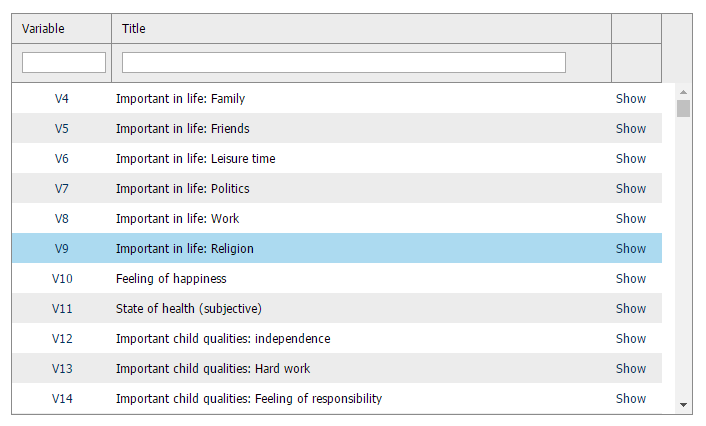 Variable Title
V4 Important in life: Family Show
V5 Important in life: Friends Show
V6 Important in life: Leisure time Show
V7 Important in life: Politics Show
V8 Important in life: Work Show
V9 Important in life: Religion Show
V10 Feeling of happiness Show
V11 State of health (subjective) Show
V12 Important child qualities: independence Show
V13 Important child qualities: Hard work Show
V14 Important child qualities: Feeling of responsibility Show